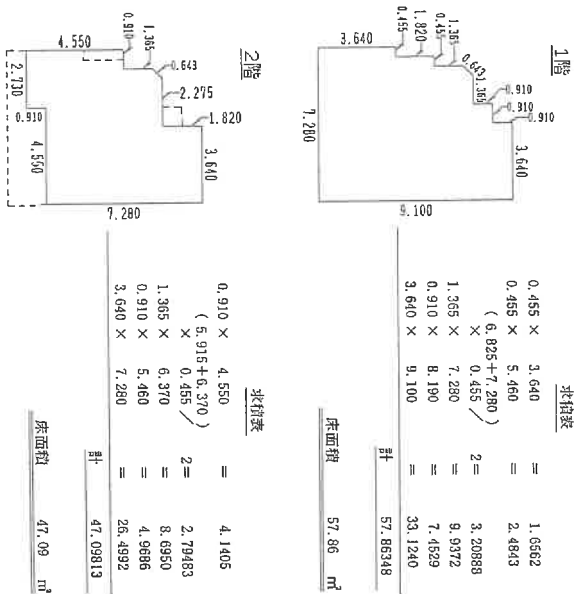 1階
3.640
0.455
1.820
0.455
1.365
0.643
1.365
0.910
0.910
0.910
3.640
7.280
9.100
求積表
0.455 × 3.640 = 1.6562
0.455 × 5.460 = 2.4843
( 6.825+7.280 )
× 0.455／ 2= 3.20888
1.365 × 7.280 = 9.9372
0.910 × 8.190 = 7.4529
3.640 × 9.100 = 33.1240
計 57.86348
床面積 57.86 ㎡
2階
4.550
0.910
1.365
0.643
2.275
1.820
3.640
2.730
0.910
4.550
7.280
求積表
0.910 × 4.550 = 4.1405
( 5.915+6.370 )
× 0.455／ 2= 2.79483
1.365 × 6.370 = 8.6950
0.910 × 5.460 = 4.9686
3.640 × 7.280 = 26.4992
計 47.09813
床面積 47.09 ㎡